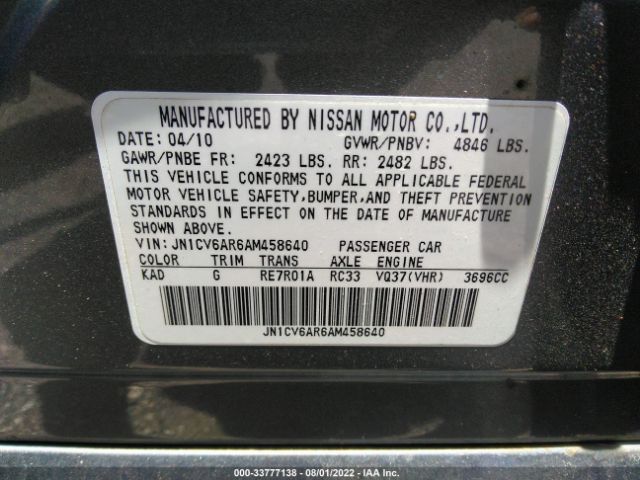 MANUFACTURED BY NISSAN MOTOR CO.,LTD.
DATE: 04/10 GVWR/PNBV: 4846 LBS.
GAWR/PNBE FR: 2423 LBS. RR: 2482 LBS.
THIS VEHICLE CONFORMS TO ALL APPLICABLE FEDERAL
MOTOR VEHICLE SAFETY,BUMPER,AND THEFT PREVENTION
STANDARDS IN EFFECT ON THE DATE OF MANUFACTURE
SHOWN ABOVE.
VIN: JN1CV6AR6AM458640 PASSENGER CAR
COLOR TRIM TRANS AXLE ENGINE
KAD G RE7R01A RC33 VQ37(VHR) 3696CC
JN1CV6AR6AM458640
000-33777138 - 08/01/2022 - IAA Inc.